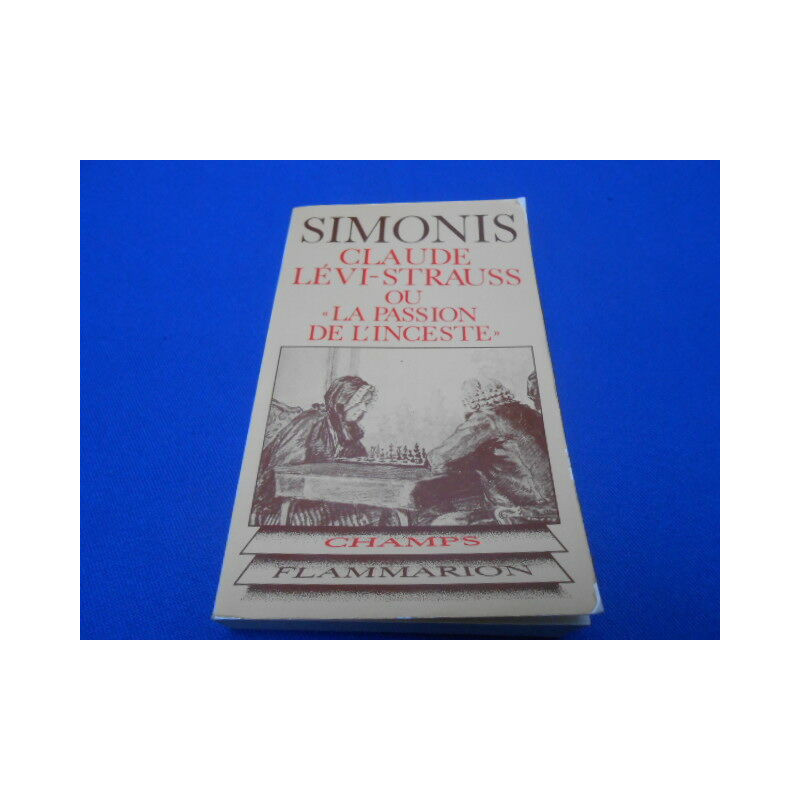 SIMONIS
CLAUDE
LÉVI-STRAUSS
OU
«LA PASSION
DE L'INCESTE»
CHAMPS
FLAMMARION